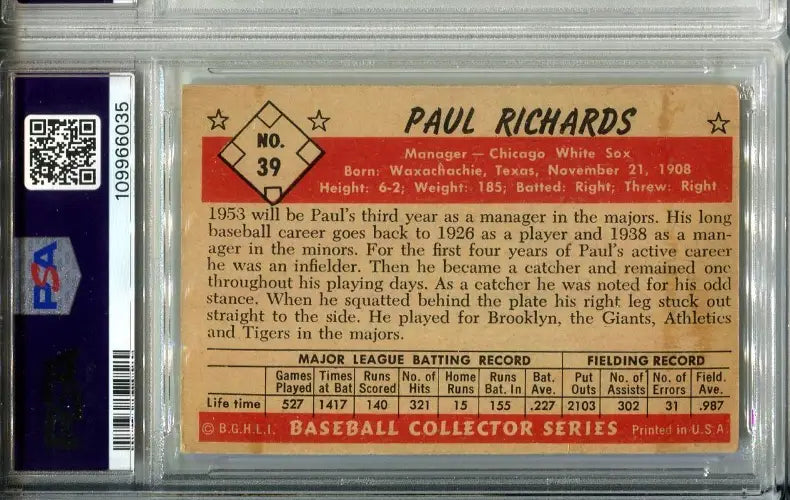 PSA
109966035
NO.
39
PAUL RICHARDS
Manager — Chicago White Sox
Born: Waxachachie, Texas, November 21, 1908
Height: 6-2; Weight: 185; Batted: Right; Threw: Right
1953 will be Paul's third year as a manager in the majors. His long
baseball career goes back to 1926 as a player and 1938 as a man-
ager in the minors. For the first four years of Paul's active career
he was an infielder. Then he became a catcher and remained one
throughout his playing days. As a catcher he was noted for his odd
stance. When he squatted behind the plate his right leg stuck out
straight to the side. He played for Brooklyn, the Giants, Athletics
and Tigers in the majors.
MAJOR LEAGUE BATTING RECORD FIELDING RECORD
Games Times Runs No. of Home Runs Bat. Put No. of No. of Field.
Played at Bat Scored Hits Runs Bat. In Ave. Outs Assists Errors Ave.
Life time 527 1417 140 321 15 155 .227 2103 302 31 .987
© B.G.H.L.I. BASEBALL COLLECTOR SERIES Printed in U.S.A.